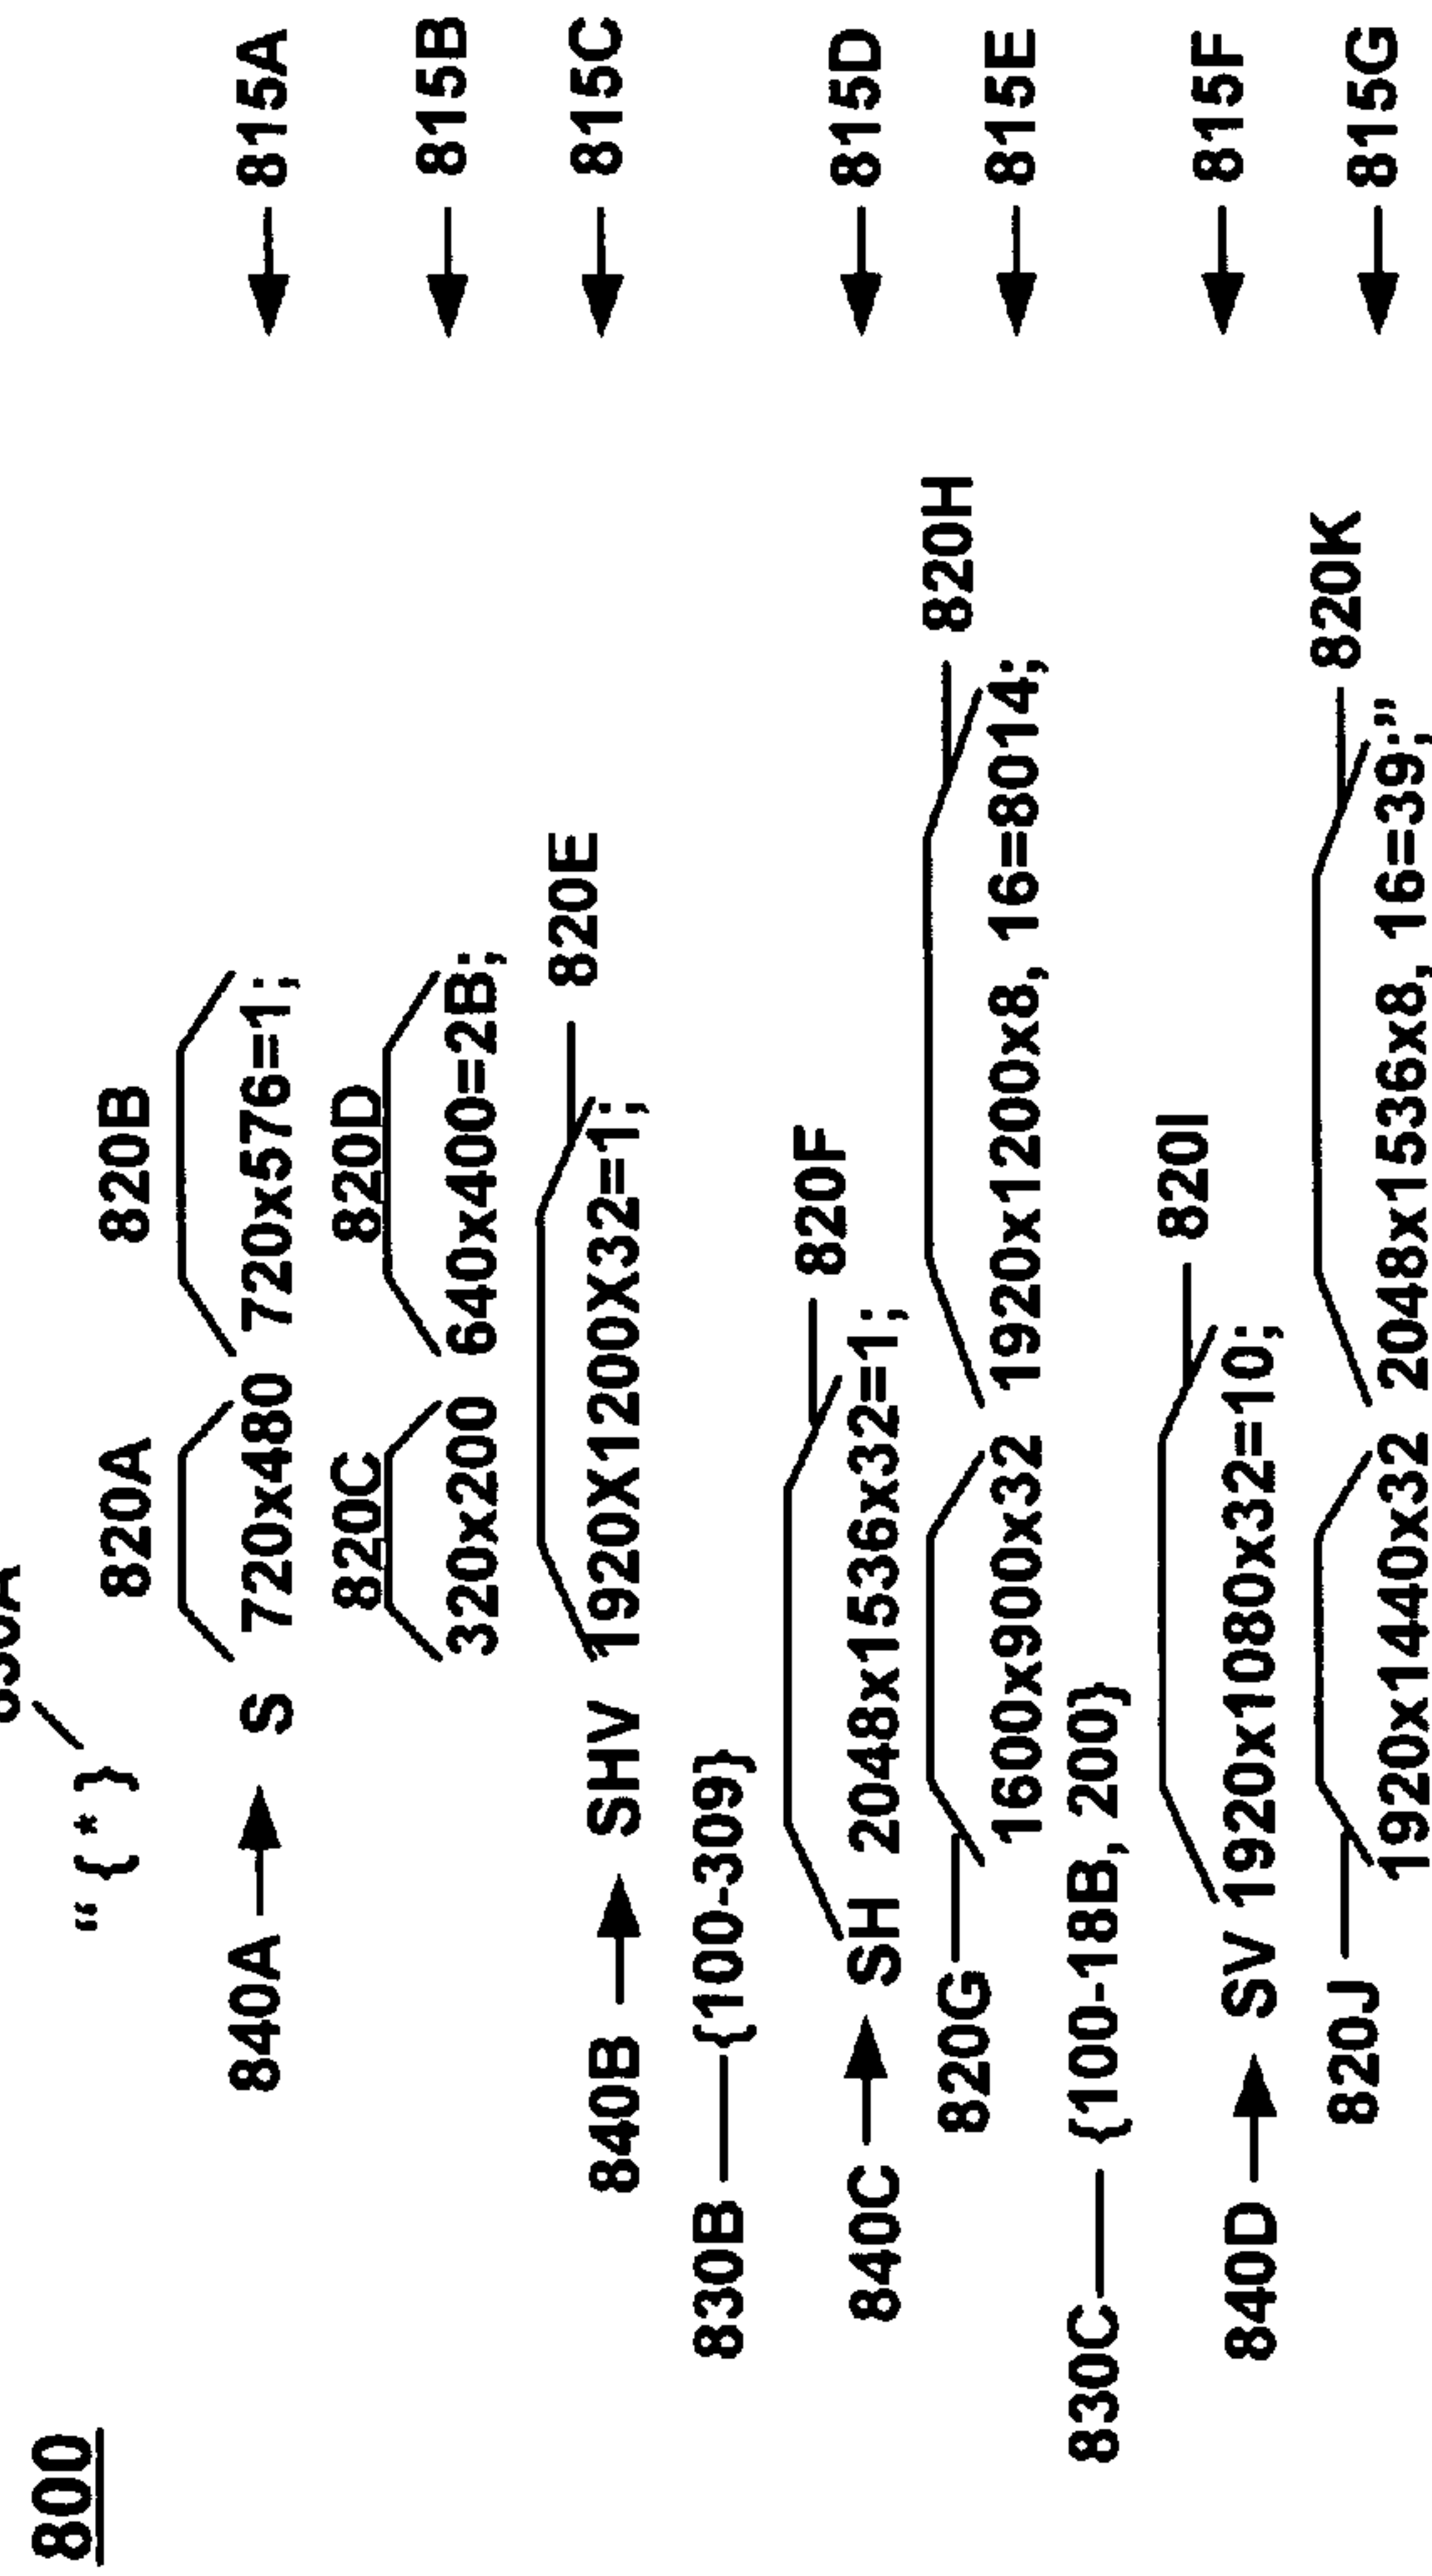 800
“ { * }
820A 820B
840A S 720x480 720x576=1; 815A
820C 820D
320x200 640x400=2B; 815B
820E
840B SHV 1920X1200X32=1; 815C
830B {100-309}
820F
840C SH 2048x1536x32=1; 815D
820G 820H
1600x900x32 1920x1200x8, 16=8014; 815E
830C {100-18B, 200}
820I
840D SV 1920x1080x32=10; 815F
820J 820K
1920x1440x32 2048x1536x8, 16=39;” 815G